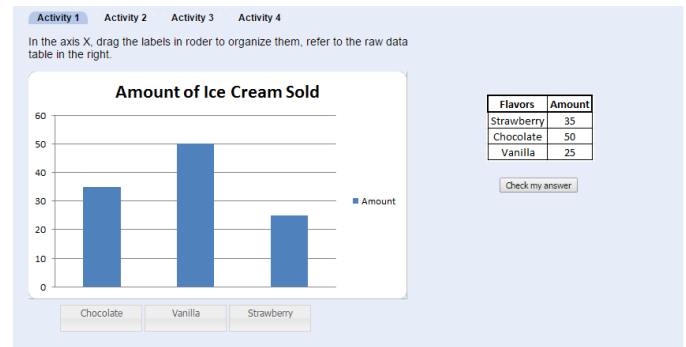 Activity 1 Activity 2 Activity 3 Activity 4
In the axis X, drag the labels in roder to organize them, refer to the raw data
table in the right.
Amount of Ice Cream Sold
60
50
40
30
20
10
0
Amount
Chocolate Vanilla Strawberry
Flavors Amount
Strawberry 35
Chocolate 50
Vanilla 25
Check my answer